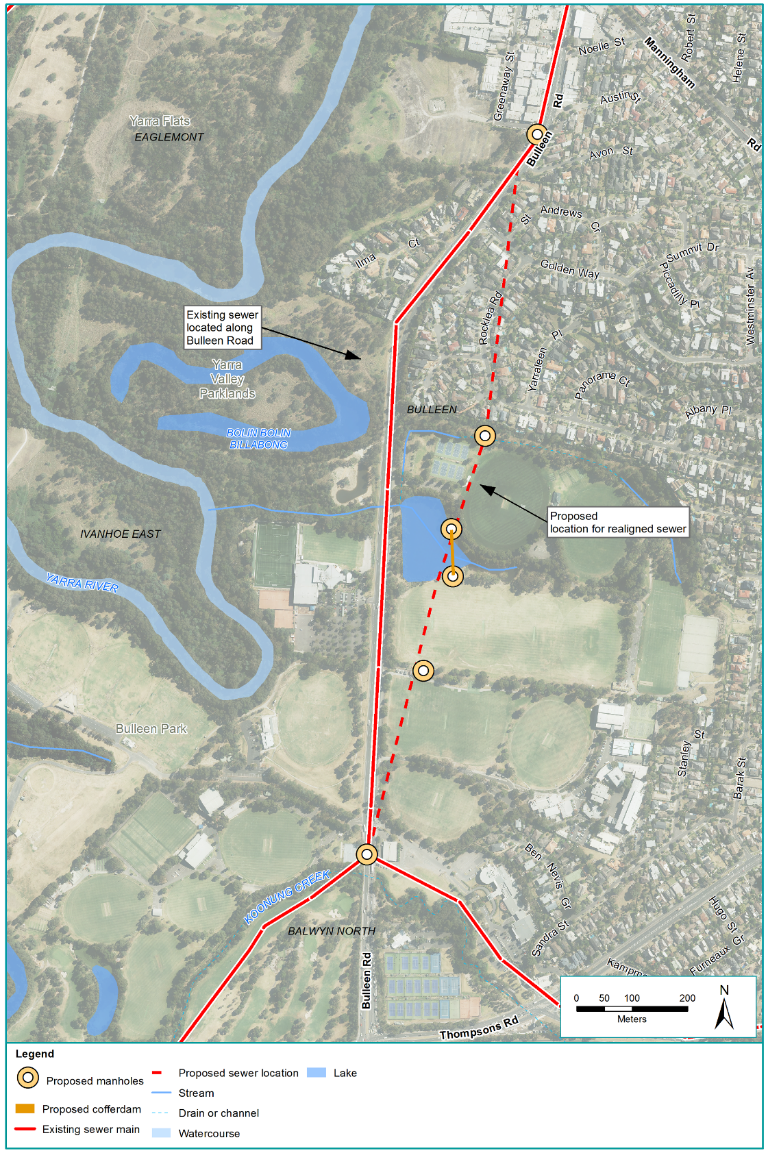 Noelle St
Robert St
Helene St
Manningham
Rd
Greenaway St
Rd
Bulleen
Austin St
Avon St
Yarra Flats
EAGLEMONT
Andrews Cr
St
Ilma Ct
Golden Way
Summit Dr
Piccadilly Pl
Westminster Av
Existing sewer
located along
Bulleen Road
Rocklea Rd
Yarraleen Pl
Panorama Ct
Albany Pl
Yarra
Valley
Parklands
BULLEEN
BOLIN BOLIN
BILLABONG
Proposed
location for realigned sewer
IVANHOE EAST
YARRA RIVER
Bulleen Park
Stanley St
Barak St
Ben Nevis Gr
KOONUNG CREEK
BALWYN NORTH
Sandra St
Hugo St
Furneaux Gr
Bulleen Rd
Thompsons Rd
0 50 100 200
Meters
N
Legend
Proposed manholes
Proposed cofferdam
Existing sewer main
Proposed sewer location
Stream
Drain or channel
Watercourse
Lake